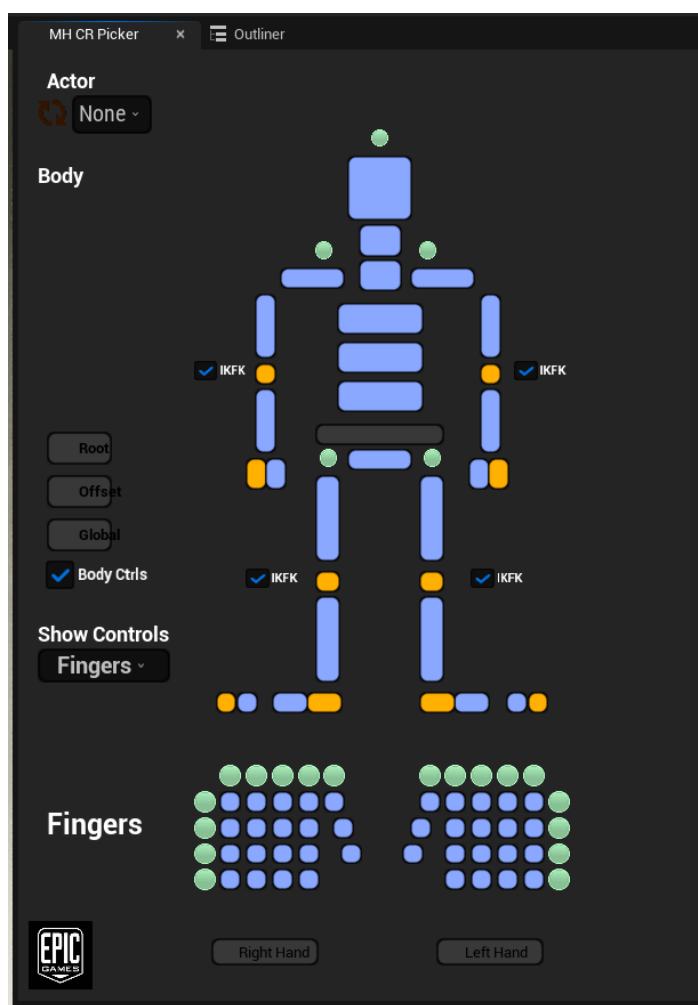 MH CR Picker × Outliner
Actor
None
Body
IKFK IKFK
Root
Offset
Global
Body Ctrls
IKFK IKFK
Show Controls
Fingers
Fingers
EPIC
GAMES
Right Hand Left Hand